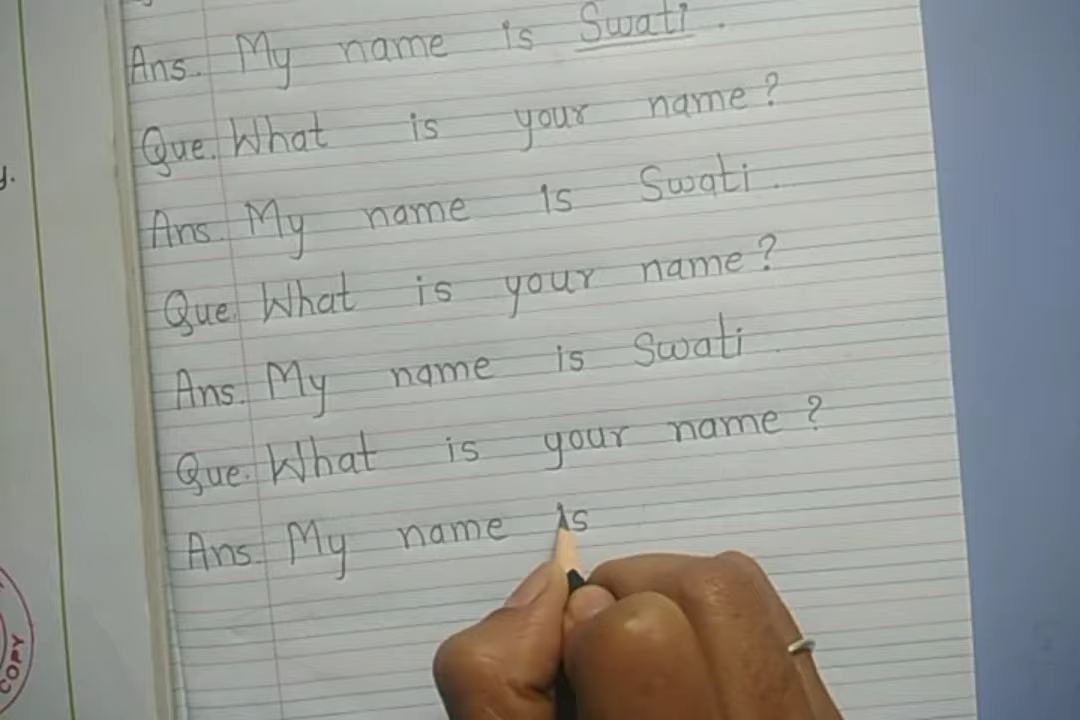 Ans. My name is Swati.
Que. What is your name?
Ans. My name is Swati.
Que. What is your name?
Ans. My name is Swati
Que. What is your name?
Ans. My name is
y.
COPY